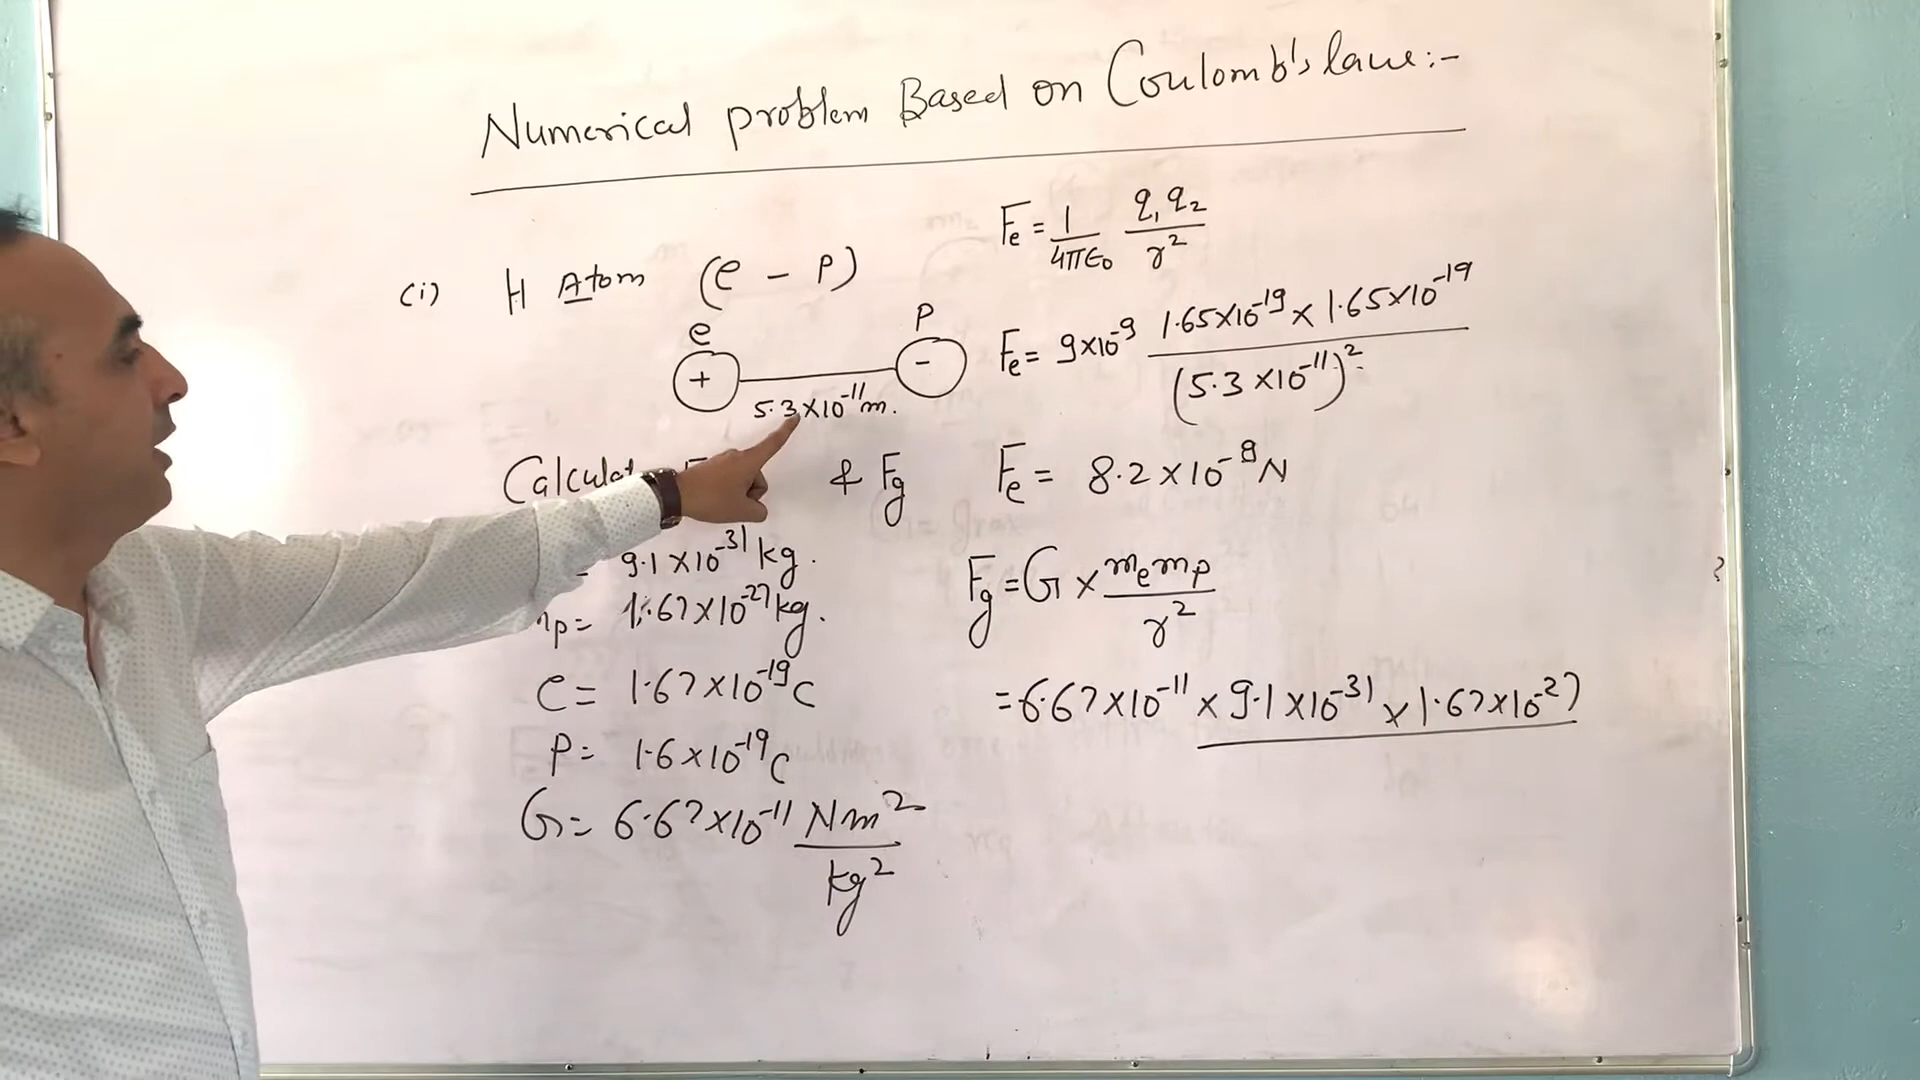 Numerical problem Based on Coulomb's law :-
(i) H Atom (e - p)
e p
+ -
5.3×10⁻¹¹m.
Calculate & Fg
= 9.1×10⁻³¹ kg.
p = 1.67×10⁻²⁷ kg.
e = 1.67×10⁻¹⁹C
P = 1.6×10⁻¹⁹C
G = 6.67×10⁻¹¹ Nm²/kg²
Fe = 1/4πϵ₀ q₁q₂/r²
Fe = 9×10⁻⁹ 1.65×10⁻¹⁹ × 1.65×10⁻¹⁹/(5.3×10⁻¹¹)²
Fe = 8.2×10⁻⁸ N
Fg = G × mₑmₚ/r²
= 6.67×10⁻¹¹ × 9.1×10⁻³¹ × 1.67×10⁻²⁷